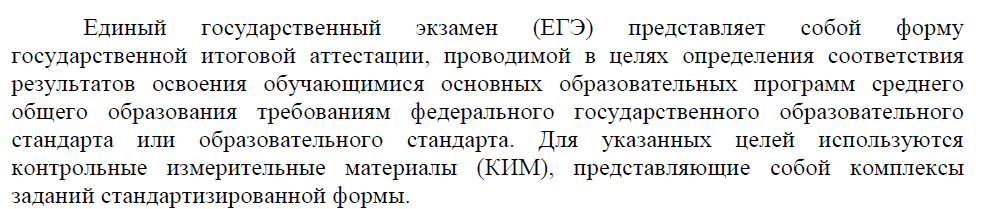 Единый государственный экзамен (ЕГЭ) представляет собой форму
государственной итоговой аттестации, проводимой в целях определения соответствия
результатов освоения обучающимися основных образовательных программ среднего
общего образования требованиям федерального государственного образовательного
стандарта или образовательного стандарта. Для указанных целей используются
контрольные измерительные материалы (КИМ), представляющие собой комплексы
заданий стандартизированной формы.